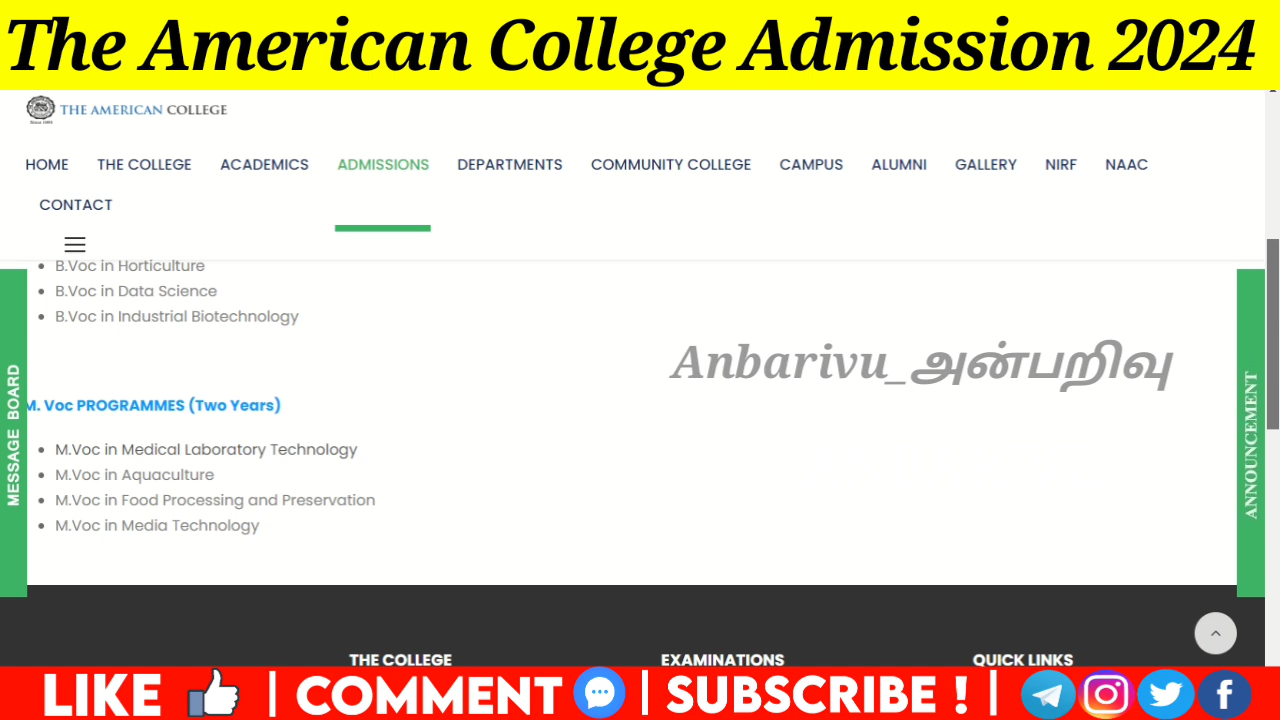 The American College Admission 2024
THE AMERICAN COLLEGE
HOME THE COLLEGE ACADEMICS ADMISSIONS DEPARTMENTS COMMUNITY COLLEGE CAMPUS ALUMNI GALLERY NIRF NAAC
CONTACT
B.Voc in Horticulture
B.Voc in Data Science
B.Voc in Industrial Biotechnology
Anbarivu_அன்பறிவு
MESSAGE BOARD
ANNOUNCEMENT
M. Voc PROGRAMMES (Two Years)
M.Voc in Medical Laboratory Technology
M.Voc in Aquaculture
M.Voc in Food Processing and Preservation
M.Voc in Media Technology
THE COLLEGE EXAMINATIONS QUICK LINKS
LIKE | COMMENT | SUBSCRIBE ! |